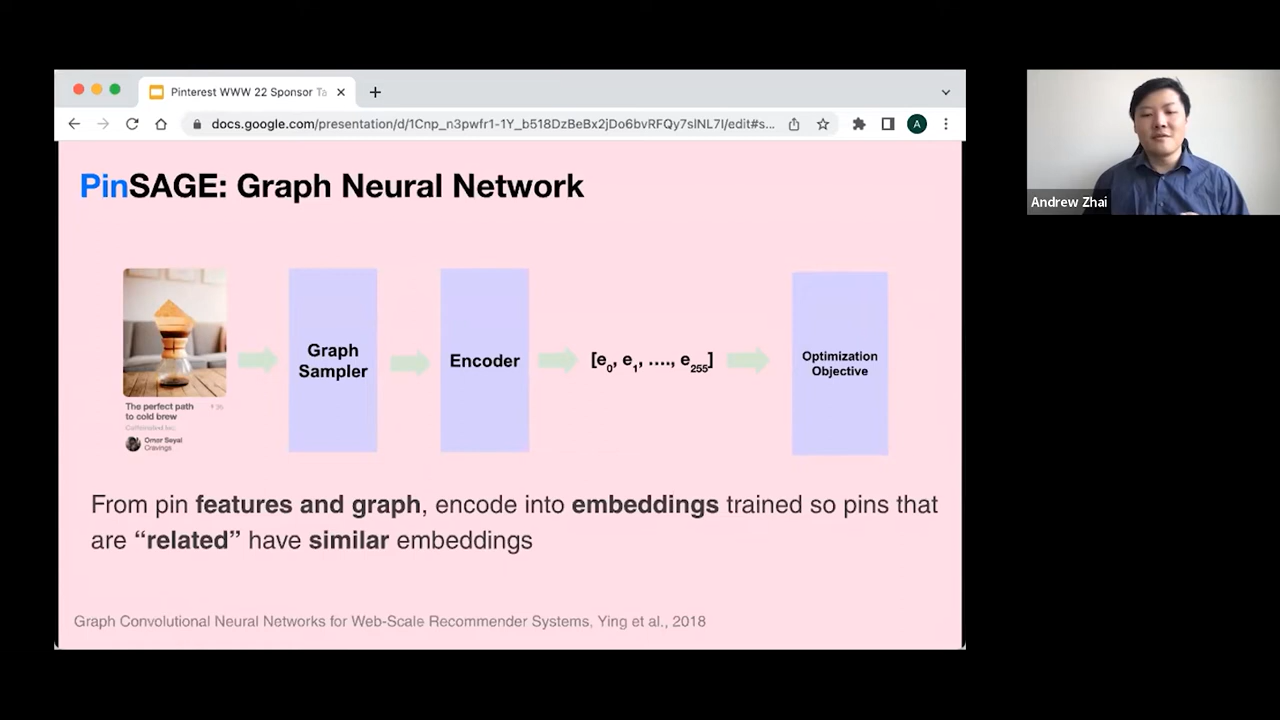 Pinterest WWW 22 Sponsor Ta
docs.google.com/presentation/d/1Cnp_n3pwfr1-1Y_b518DzBeBx2jDo6bvRFQy7slNL7I/edit#s...
A
PinSAGE: Graph Neural Network
Graph
Sampler
Encoder
[e0, e1, ...., e255]
Optimization
Objective
The perfect path
to cold brew
Omar Seyal
Cravings
From pin features and graph, encode into embeddings trained so pins that
are “related” have similar embeddings
Graph Convolutional Neural Networks for Web-Scale Recommender Systems, Ying et al., 2018
Andrew Zhai